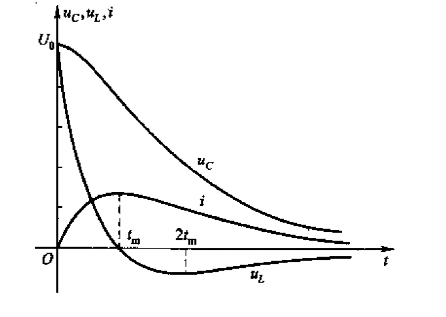 u_C, u_L, i
U_0
u_C
i
t_m
2t_m
O
u_L
t